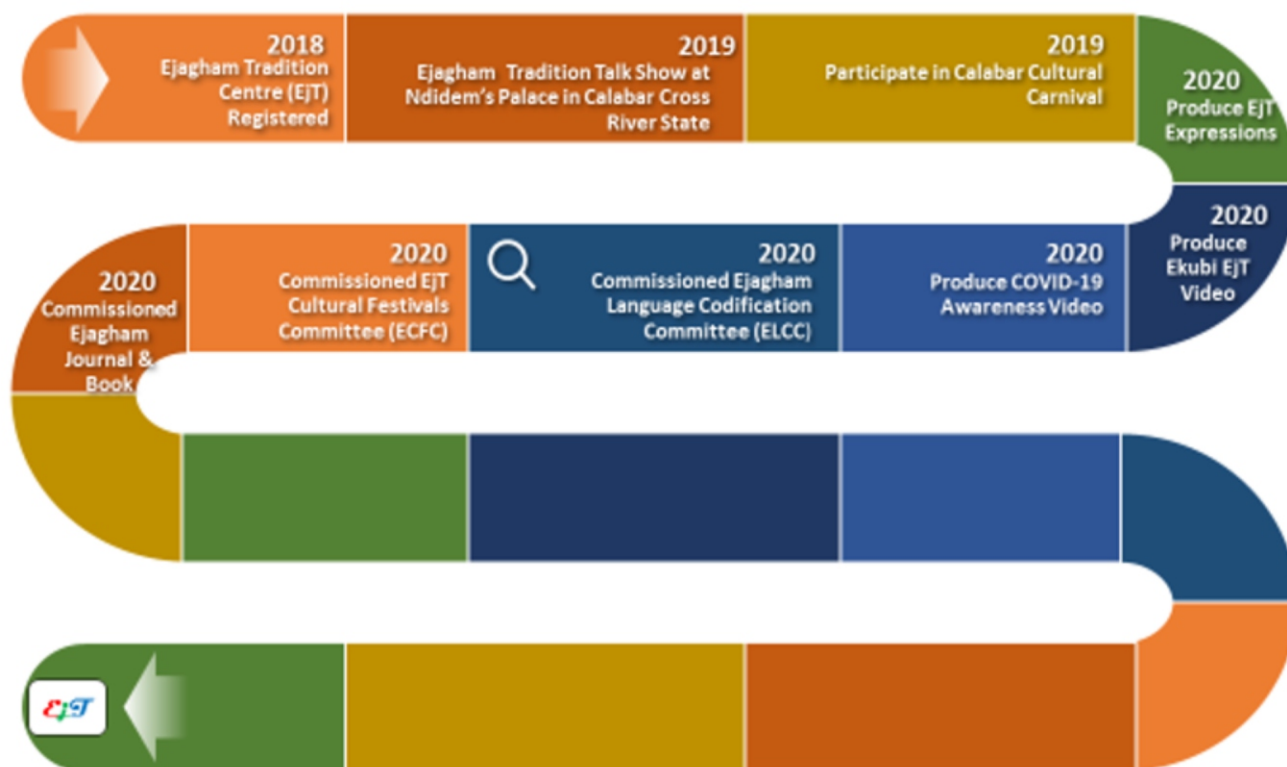 2018
Ejagham Tradition
Centre (EjT)
Registered
2019
Ejagham Tradition Talk Show at
Ndidem's Palace in Calabar Cross
River State
2019
Participate in Calabar Cultural
Carnival
2020
Produce EjT
Expressions
2020
Produce
Ekubi EjT
Video
2020
Produce COVID-19
Awareness Video
2020
Commissioned Ejagham
Language Codification
Committee (ELCC)
2020
Commissioned EjT
Cultural Festivals
Committee (ECFC)
2020
Commissioned
Ejagham
Journal &
Book
EjT